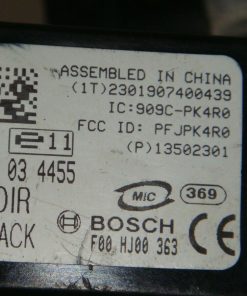 ASSEMBLED IN CHINA
(1T)2301907400439
IC:909C-PK4R0
FCC ID: PFJPK4R0
(P)13502301
e 11
03 4455
MiC
369
DIR
BOSCH
ACK
F00 HJ00 363
CE